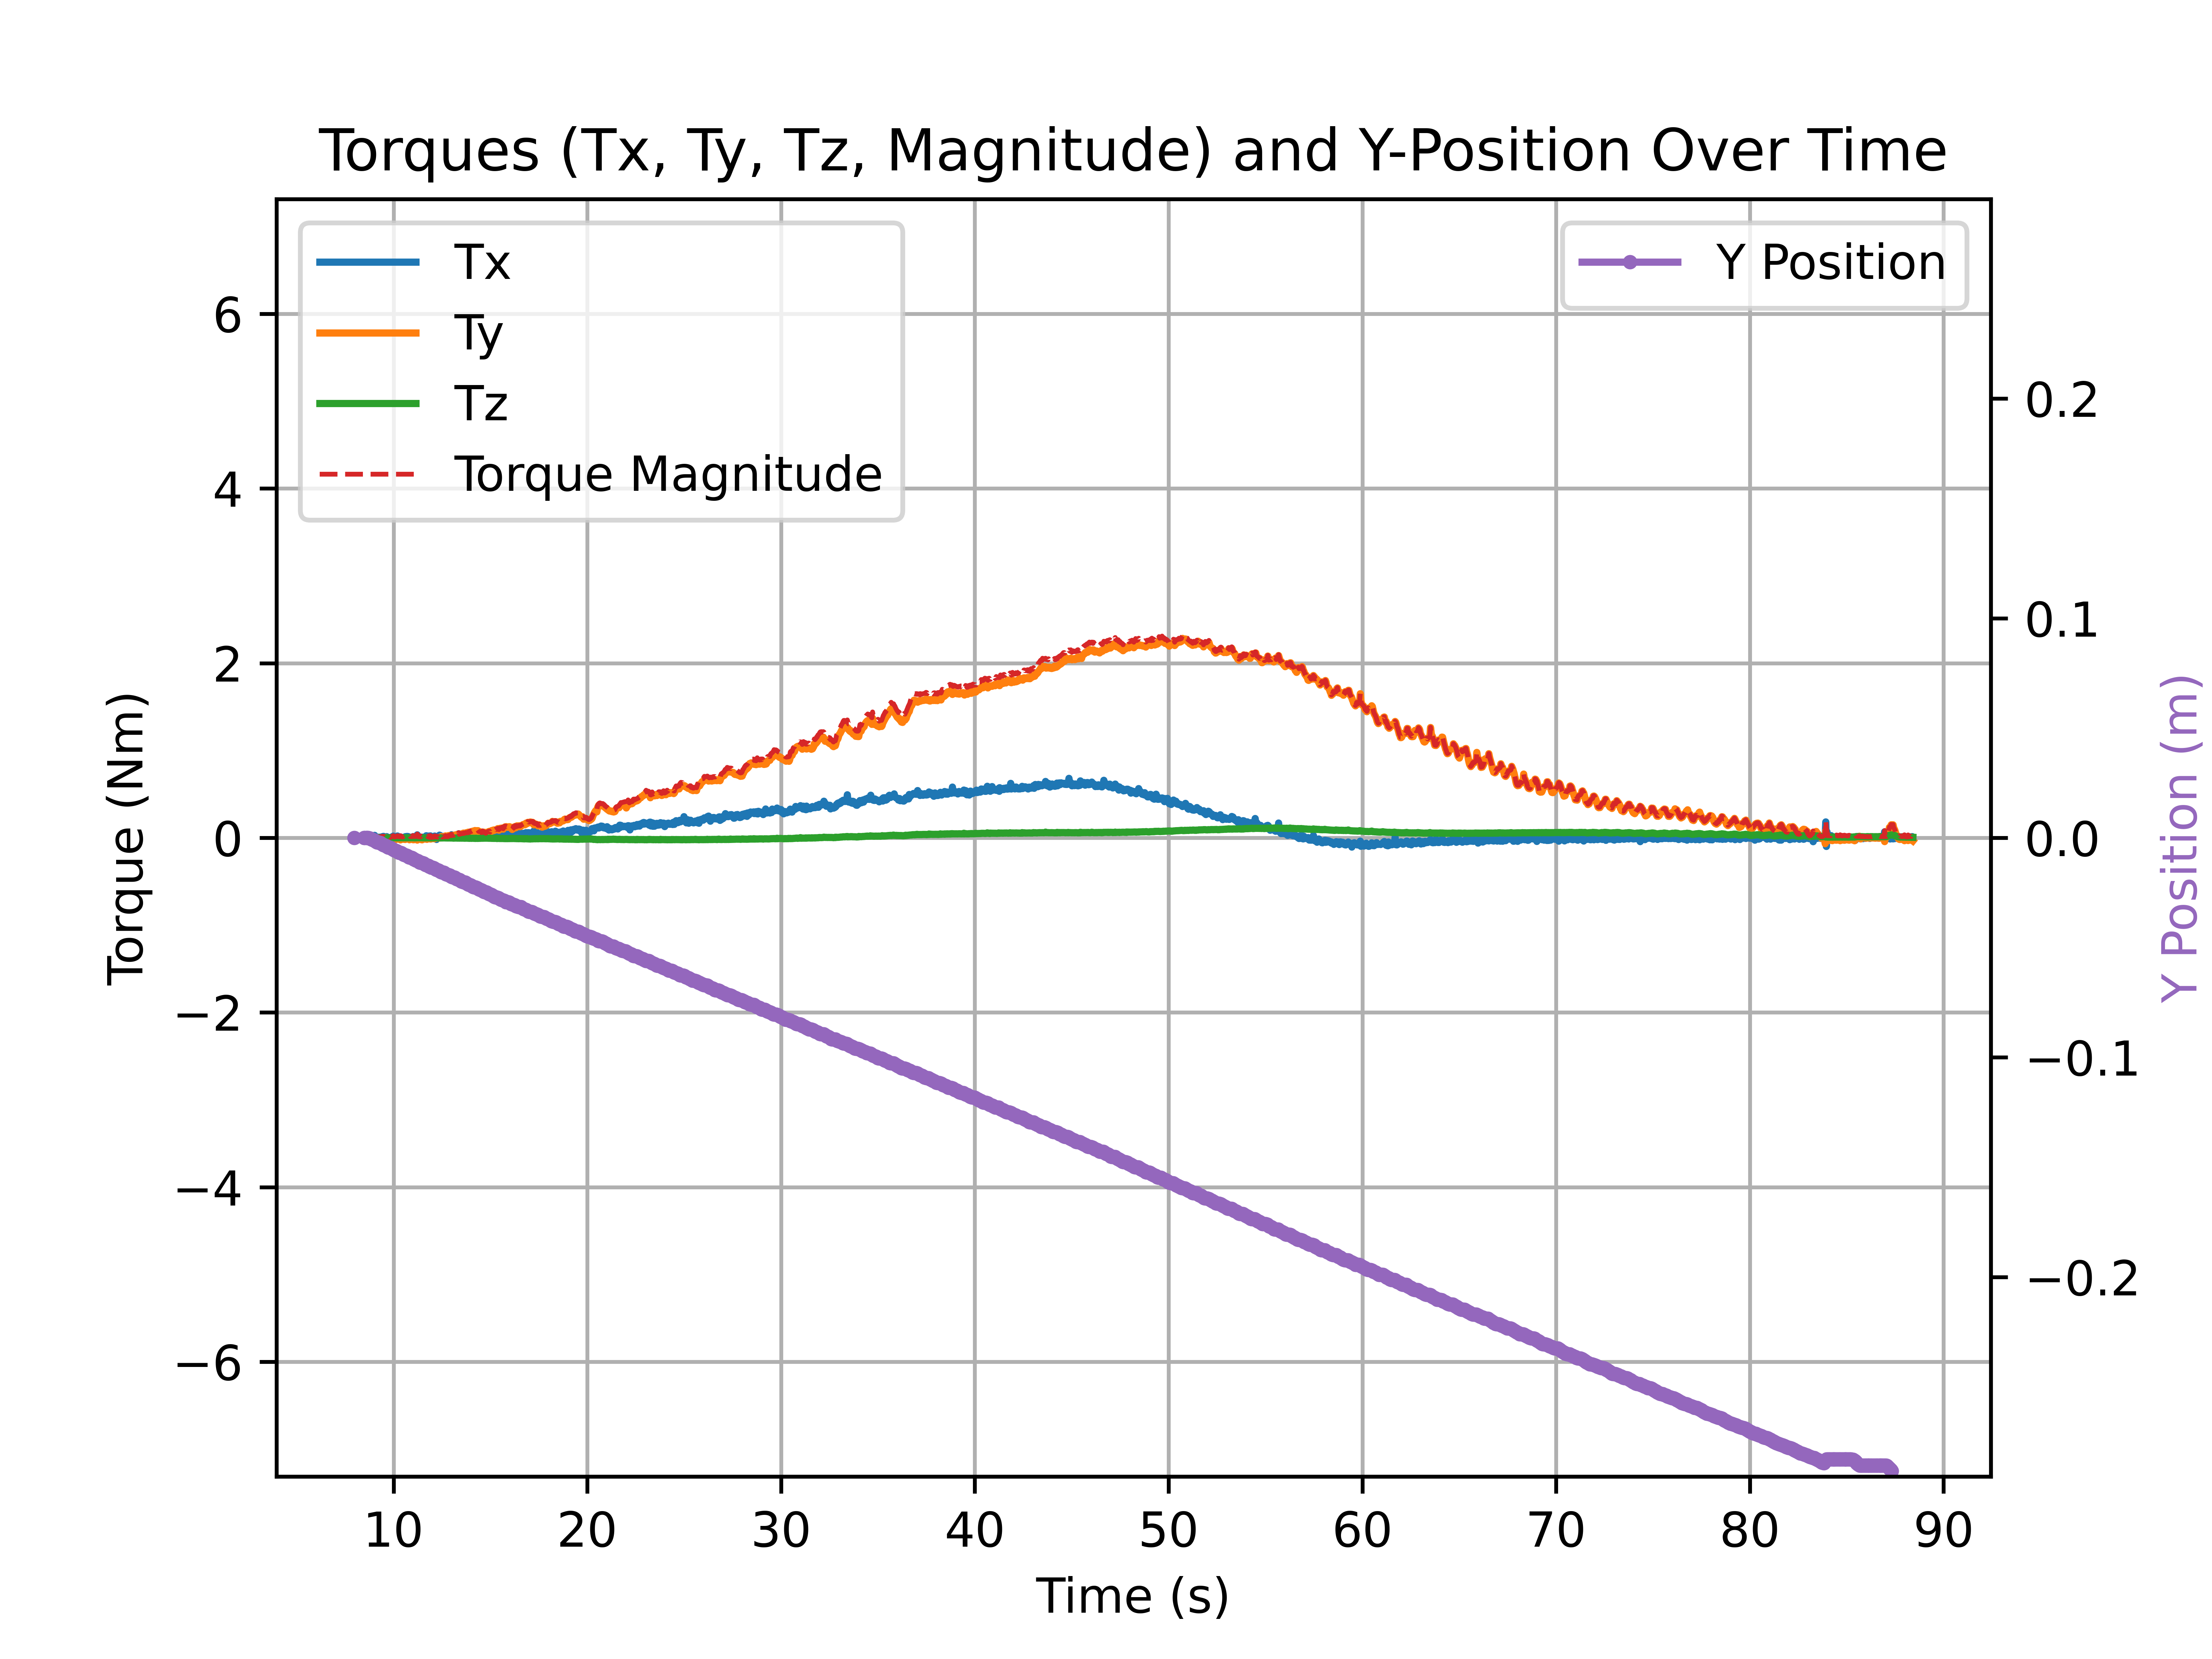 Torques (Tx, Ty, Tz, Magnitude) and Y-Position Over Time
Tx
Ty
Tz
Torque Magnitude
Y Position
6
4
2
0
−2
−4
−6
Torque (Nm)
0.2
0.1
0.0
−0.1
−0.2
Y Position (m)
10 20 30 40 50 60 70 80 90
Time (s)